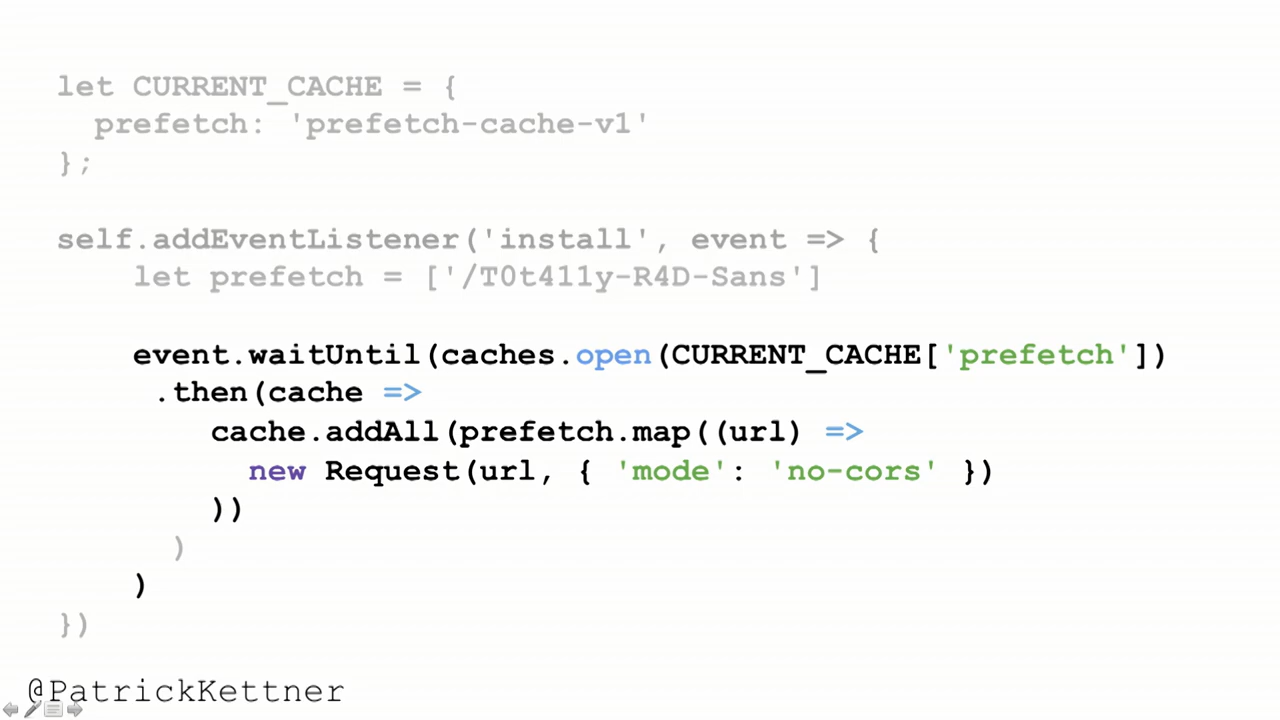 let CURRENT_CACHE = {
  prefetch: 'prefetch-cache-v1'
};
self.addEventListener('install', event => {
    let prefetch = ['/T0t411y-R4D-Sans']
    event.waitUntil(caches.open(CURRENT_CACHE['prefetch'])
     .then(cache =>
        cache.addAll(prefetch.map((url) =>
          new Request(url, { 'mode': 'no-cors' })
        ))
      )
    )
})
@PatrickKettner